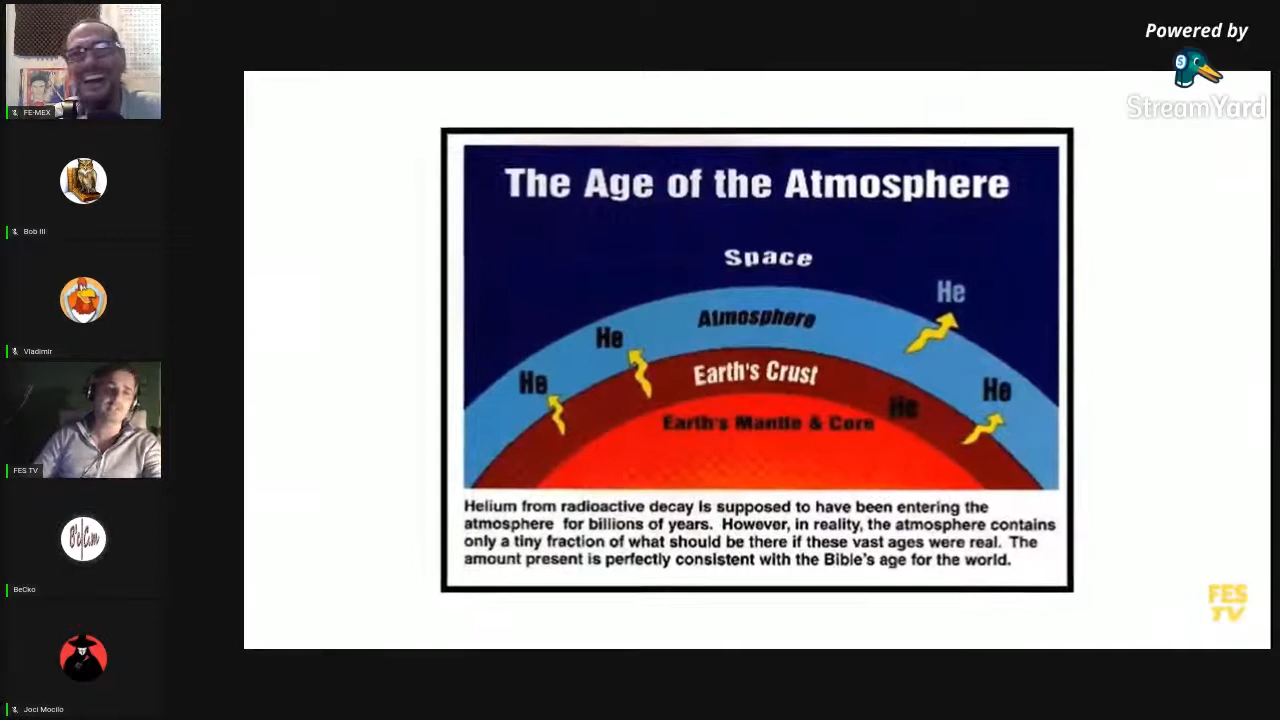 Powered by
StreamYard
FE-MEX
Bob III
Vladimir
FES TV
BeCko
Joci Mocilo
The Age of the Atmosphere
Space
He
Atmosphere
He
Earth's Crust
He
He
He
Earth's Mantle & Core
Helium from radioactive decay is supposed to have been entering the
atmosphere for billions of years. However, in reality, the atmosphere contains
only a tiny fraction of what should be there if these vast ages were real. The
amount present is perfectly consistent with the Bible's age for the world.
FES
TV